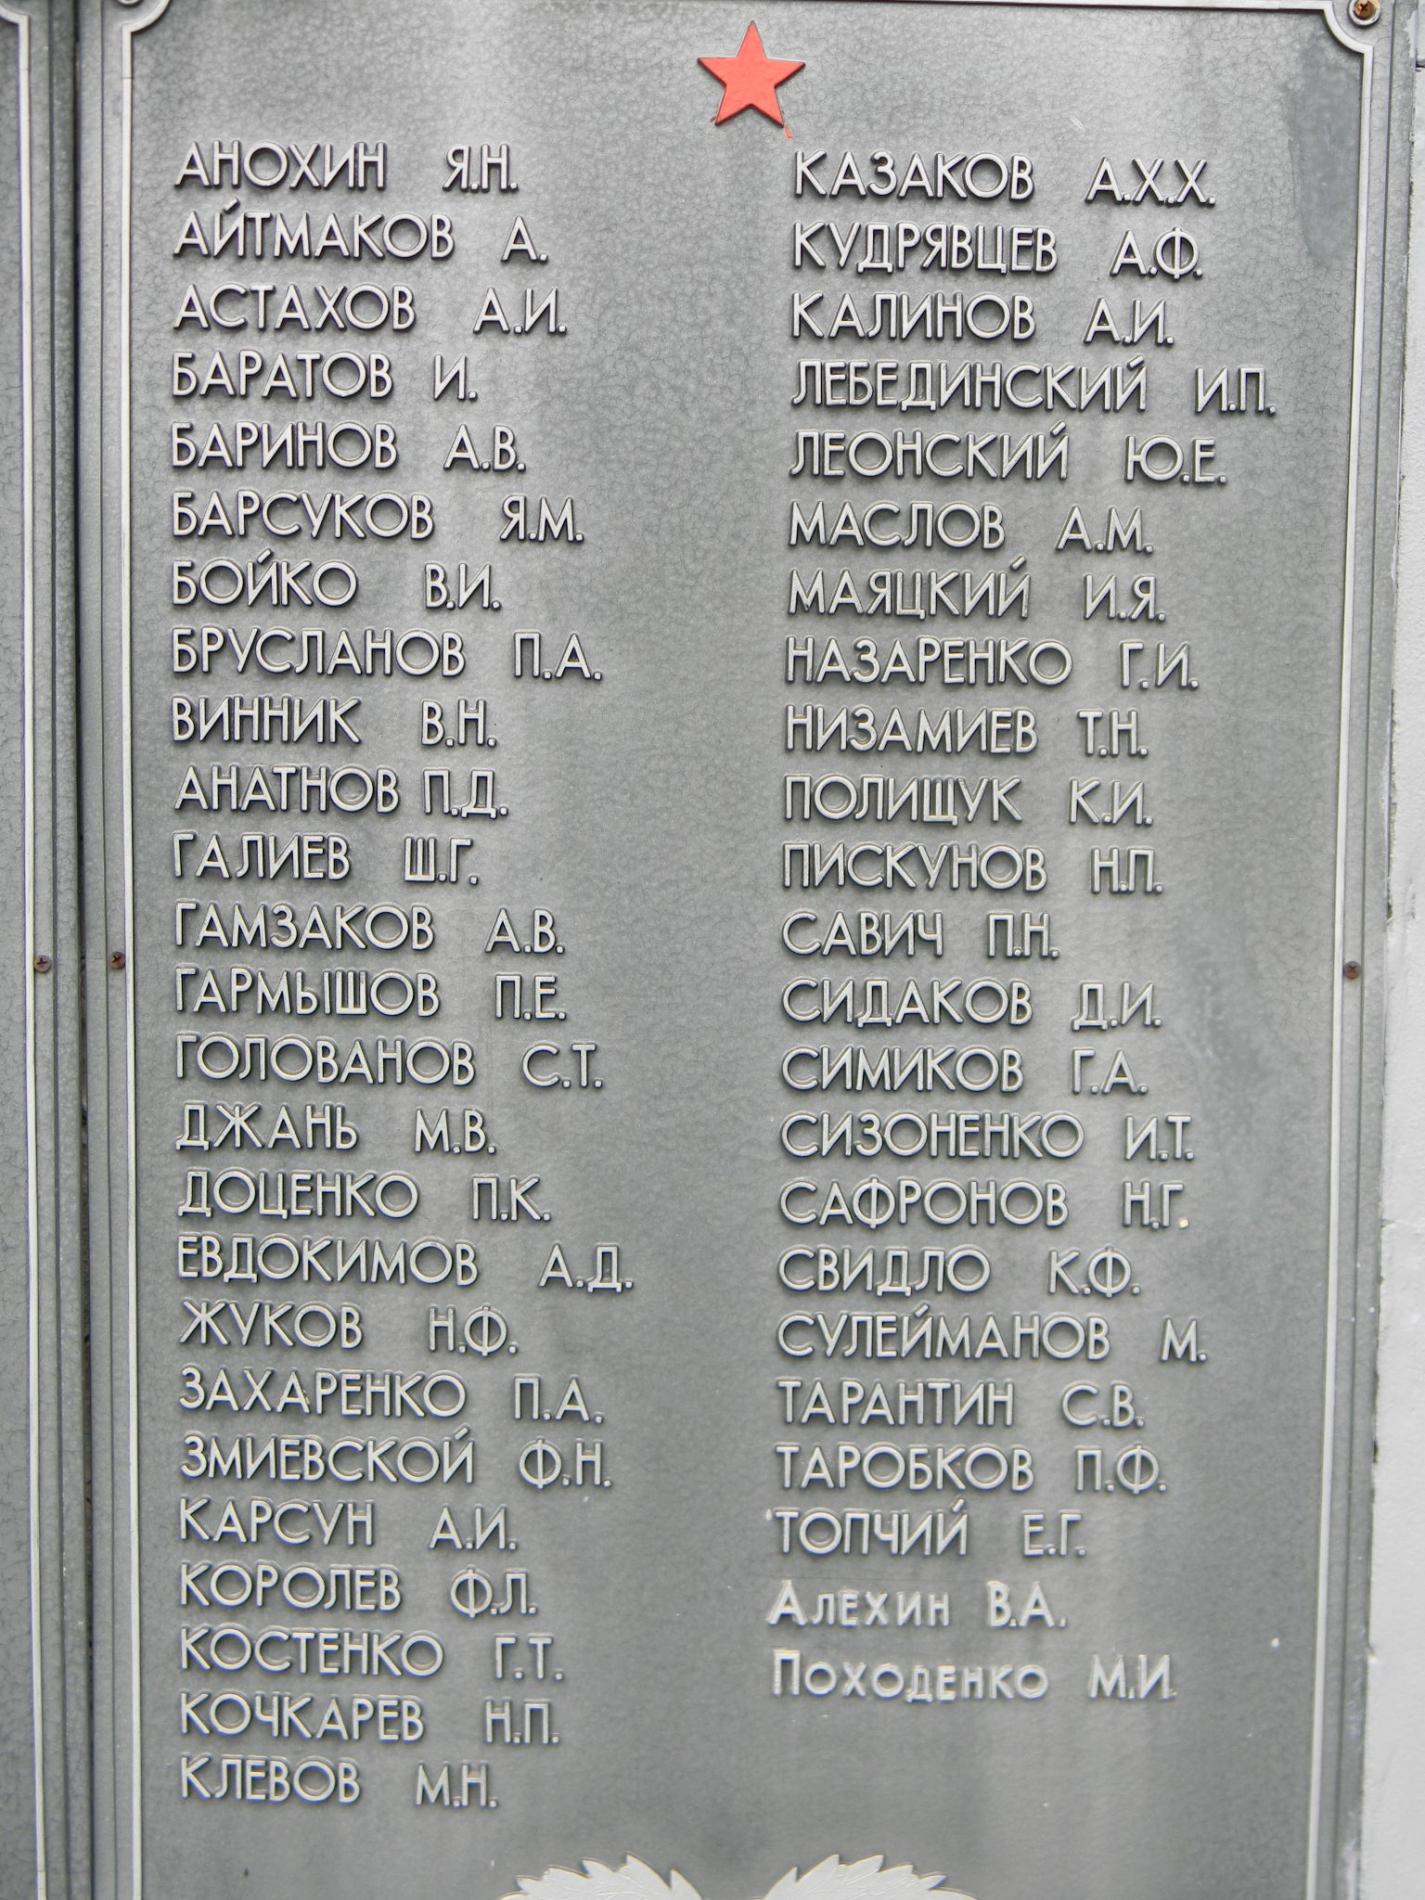 АНОХИН Я.Н.
АЙТМАКОВ А.
АСТАХОВ А.И.
БАРАТОВ И.
БАРИНОВ А.В.
БАРСУКОВ Я.М.
БОЙКО В.И.
БРУСЛАНОВ П.А.
ВИННИК В.Н.
АНАТНОВ П.Д.
ГАЛИЕВ Ш.Г.
ГАМЗАКОВ А.В.
ГАРМЫШОВ П.Е.
ГОЛОВАНОВ С.Т.
ДЖАНЬ М.В.
ДОЦЕНКО П.К.
ЕВДОКИМОВ А.Д.
ЖУКОВ Н.Ф.
ЗАХАРЕНКО П.А.
ЗМИЕВСКОЙ Ф.Н.
КАРСУН А.И.
КОРОЛЕВ Ф.Л.
КОСТЕНКО Г.Т.
КОЧКАРЕВ Н.П.
КЛЕВОВ М.Н.
КАЗАКОВ А.Х.Х.
КУДРЯВЦЕВ А.Ф.
КАЛИНОВ А.И.
ЛЕБЕДИНСКИЙ И.П.
ЛЕОНСКИЙ Ю.Е.
МАСЛОВ А.М.
МАЯЦКИЙ И.Я.
НАЗАРЕНКО Г.И.
НИЗАМИЕВ Т.Н.
ПОЛИЩУК К.И.
ПИСКУНОВ Н.П.
САВИЧ П.Н.
СИДАКОВ Д.И.
СИМИКОВ Г.А.
СИЗОНЕНКО И.Т.
САФРОНОВ Н.Г.
СВИДЛО К.Ф.
СУЛЕЙМАНОВ М.
ТАРАНТИН С.В.
ТАРОБКОВ П.Ф.
ТОПЧИЙ Е.Г.
АЛЕХИН В.А.
ПОХОДЕНКО М.И.